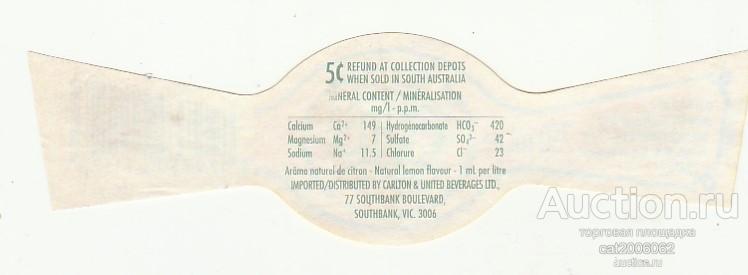 5¢ REFUND AT COLLECTION DEPOTS
WHEN SOLD IN SOUTH AUSTRALIA
MINERAL CONTENT / MINÉRALISATION
mg/l - p.p.m.
Calcium Ca²⁺ 149 Hydrogénocarbonate HCO₃⁻ 420
Magnesium Mg²⁺ 7 Sulfate SO₄²⁻ 42
Sodium Na⁺ 11.5 Chlorure Cl⁻ 23
Arôme naturel de citron - Natural lemon flavour - 1 ml per litre
IMPORTED/DISTRIBUTED BY CARLTON & UNITED BEVERAGES LTD.,
77 SOUTHBANK BOULEVARD,
SOUTHBANK, VIC. 3006
Auction.ru
торговая площадка
cat2006062
auction.ru